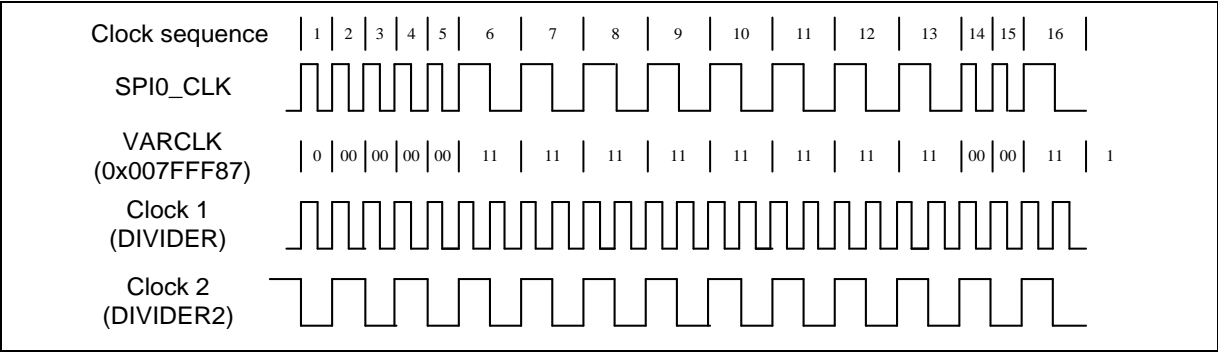 Clock sequence 1 2 3 4 5 6 7 8 9 10 11 12 13 14 15 16
SPI0_CLK
VARCLK
(0x007FFF87)
0 00 00 00 00 11 11 11 11 11 11 11 11 00 00 11 1
Clock 1
(DIVIDER)
Clock 2
(DIVIDER2)